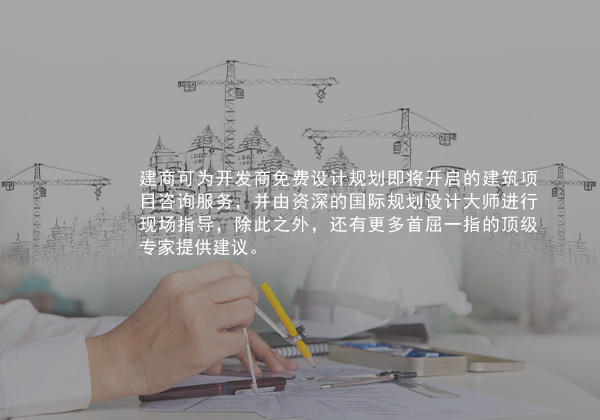 建商可为开发商免费设计规划即将开启的建筑项
目咨询服务，并由资深的国际规划设计大师进行
现场指导，除此之外，还有更多首屈一指的顶级
专家提供建议。